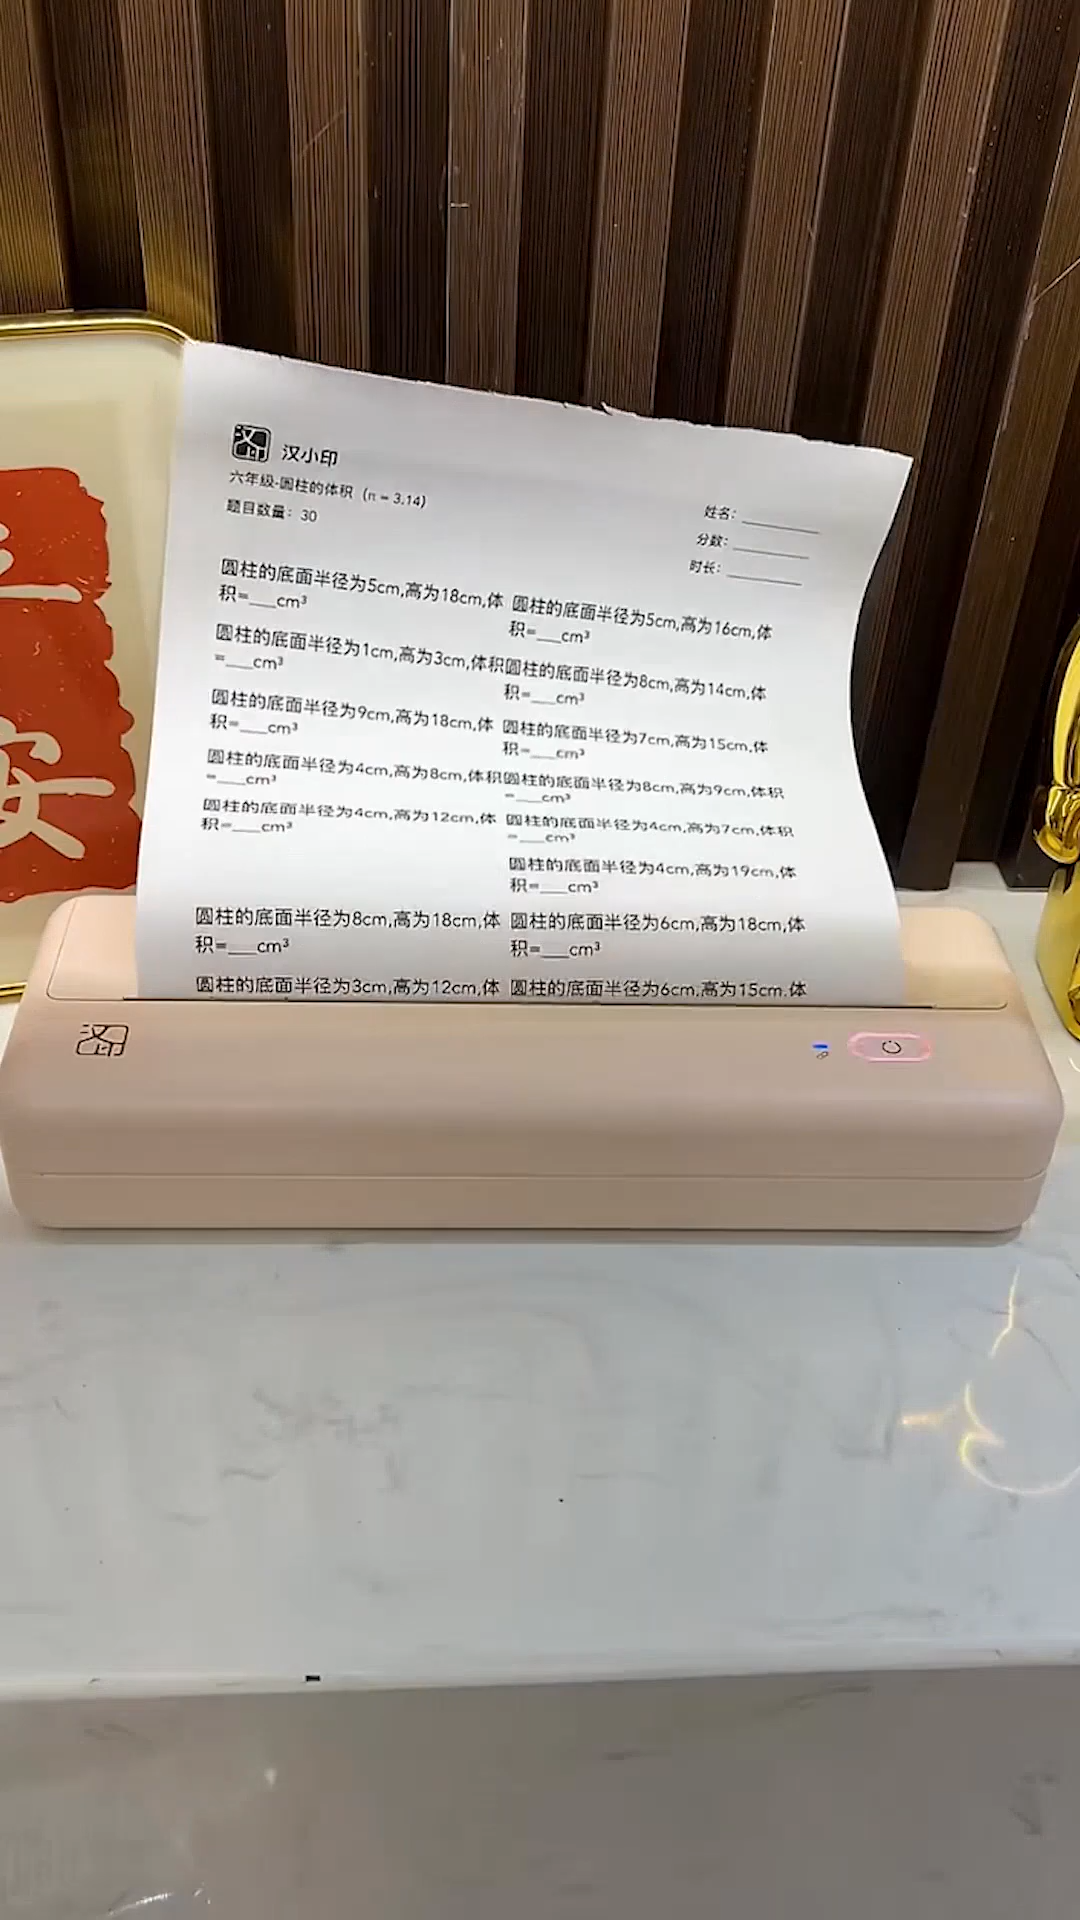 汉印 汉小印
六年级-圆柱的体积（π = 3.14）
题目数量：30
姓名：
分数：
时长：
圆柱的底面半径为5cm,高为18cm,体
积=___cm³
圆柱的底面半径为5cm,高为16cm,体
积=___cm³
圆柱的底面半径为1cm,高为3cm,体积
=___cm³
圆柱的底面半径为8cm,高为14cm,体
积=___cm³
圆柱的底面半径为9cm,高为18cm,体
积=___cm³
圆柱的底面半径为7cm,高为15cm,体
积=___cm³
圆柱的底面半径为4cm,高为8cm,体积
=___cm³
圆柱的底面半径为8cm,高为9cm,体积
=___cm³
圆柱的底面半径为4cm,高为12cm,体
积=___cm³
圆柱的底面半径为4cm,高为7cm,体积
=___cm³
圆柱的底面半径为4cm,高为19cm,体
积=___cm³
圆柱的底面半径为8cm,高为18cm,体
积=___cm³
圆柱的底面半径为6cm,高为18cm,体
积=___cm³
圆柱的底面半径为3cm,高为12cm,体
圆柱的底面半径为6cm,高为15cm,体
安
汉印